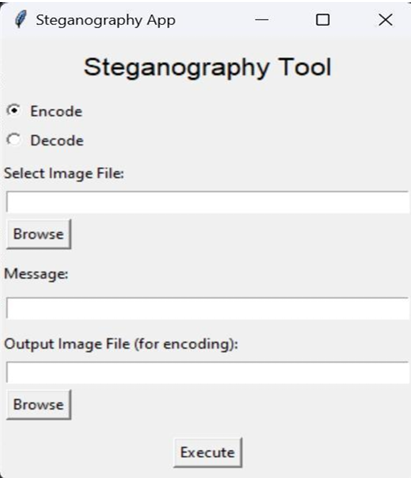 Steganography App
Steganography Tool
Encode
Decode
Select Image File:
Browse
Message:
Output Image File (for encoding):
Browse
Execute